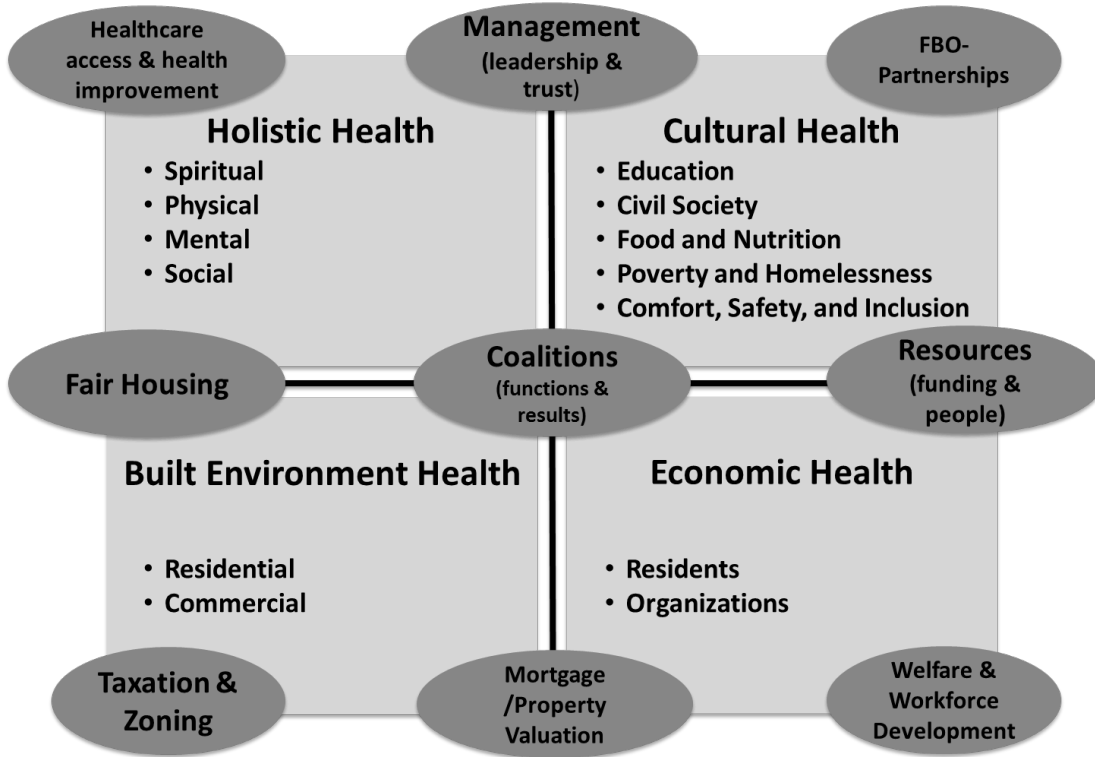 Healthcare
access & health
improvement
Management
(leadership &
trust)
FBO-
Partnerships
Holistic Health
• Spiritual
• Physical
• Mental
• Social
Cultural Health
• Education
• Civil Society
• Food and Nutrition
• Poverty and Homelessness
• Comfort, Safety, and Inclusion
Fair Housing
Coalitions
(functions &
results)
Resources
(funding &
people)
Built Environment Health
• Residential
• Commercial
Economic Health
• Residents
• Organizations
Taxation &
Zoning
Mortgage
/Property
Valuation
Welfare &
Workforce
Development